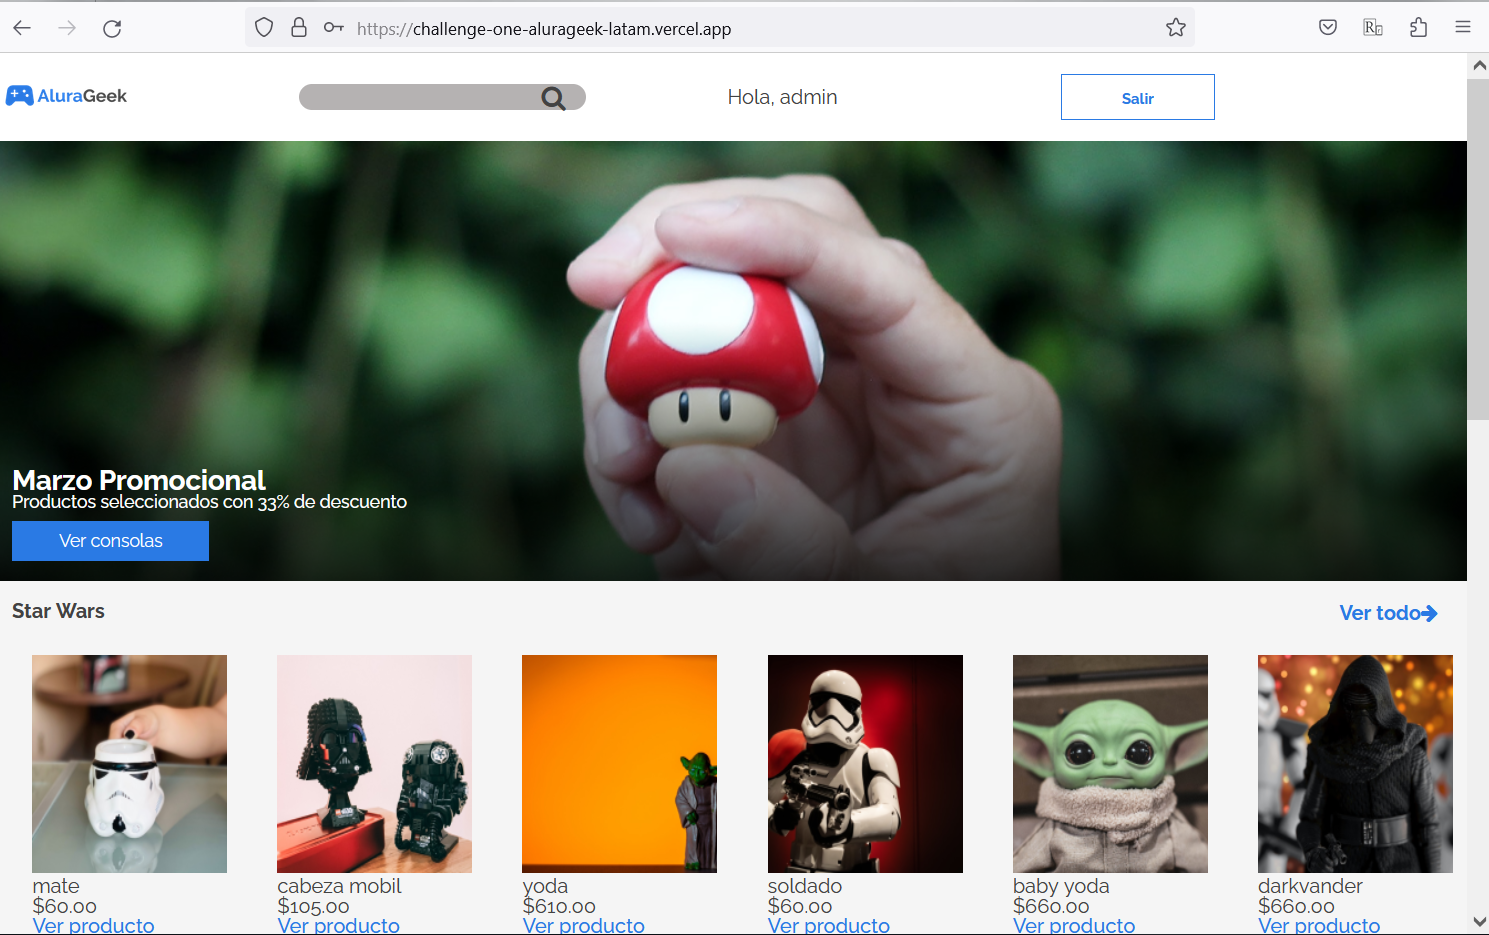 https://challenge-one-alurageek-latam.vercel.app
AluraGeek
Hola, admin
Salir
Marzo Promocional
Productos seleccionados con 33% de descuento
Ver consolas
Star Wars
Ver todo
mate
$60.00
Ver producto
cabeza mobil
$105.00
Ver producto
yoda
$610.00
Ver producto
soldado
$60.00
Ver producto
baby yoda
$660.00
Ver producto
darkvander
$660.00
Ver producto